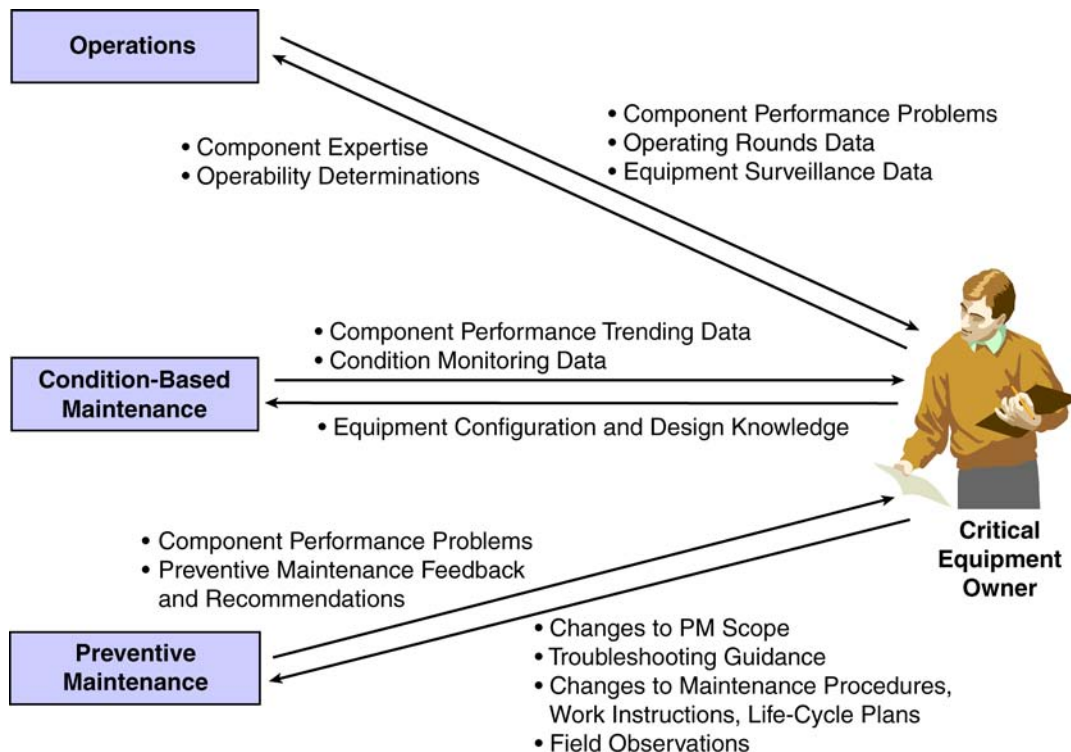 Operations
• Component Performance Problems
• Operating Rounds Data
• Equipment Surveillance Data
• Component Expertise
• Operability Determinations
• Component Performance Trending Data
• Condition Monitoring Data
Condition-Based
Maintenance
• Equipment Configuration and Design Knowledge
Critical
Equipment
Owner
• Component Performance Problems
• Preventive Maintenance Feedback
and Recommendations
Preventive
Maintenance
• Changes to PM Scope
• Troubleshooting Guidance
• Changes to Maintenance Procedures,
Work Instructions, Life-Cycle Plans
• Field Observations